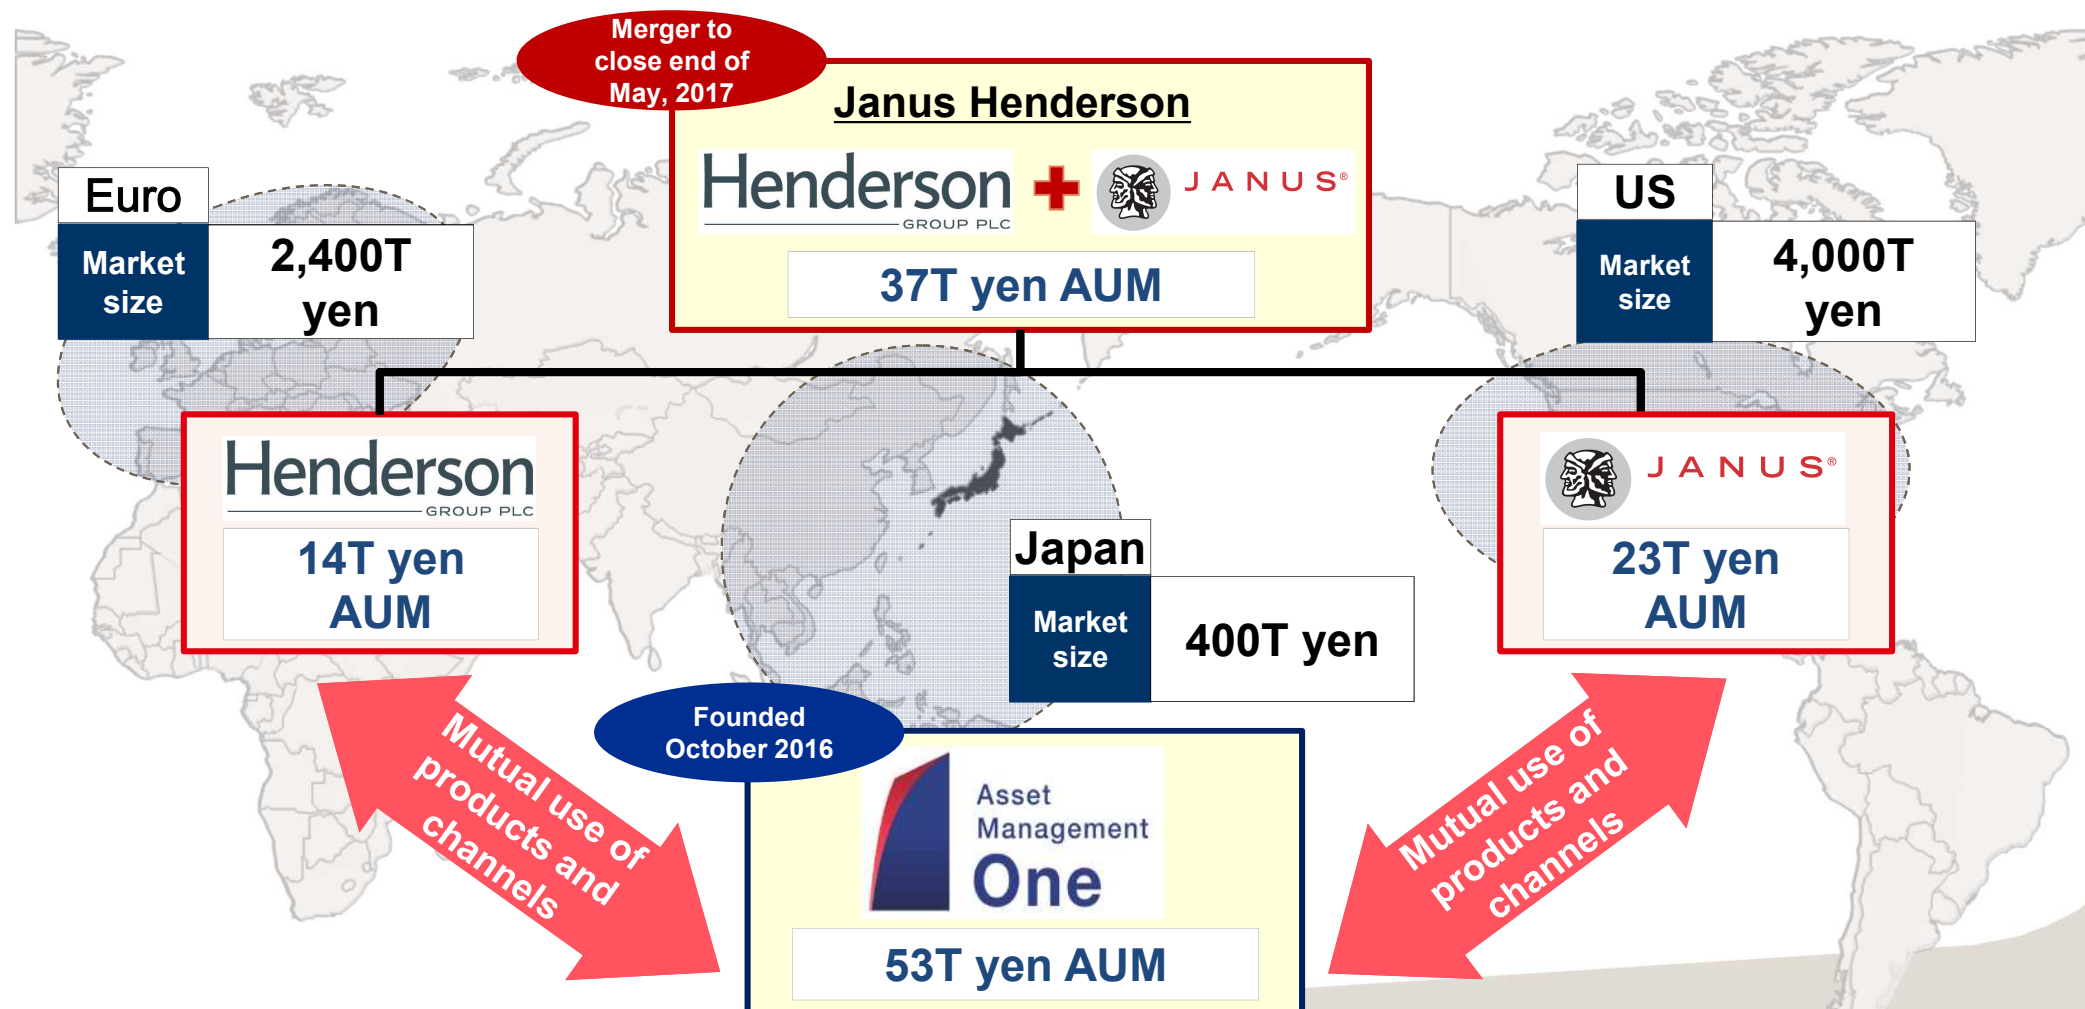 Merger to
close end of
May, 2017
Janus Henderson
Henderson
GROUP PLC
JANUS®
37T yen AUM
Euro
Market
size
2,400T
yen
US
Market
size
4,000T
yen
Henderson
GROUP PLC
14T yen
AUM
JANUS®
23T yen
AUM
Japan
Market
size
400T yen
Mutual use of
products and
channels
Founded
October 2016
Asset
Management
One
53T yen AUM
Mutual use of
products and
channels